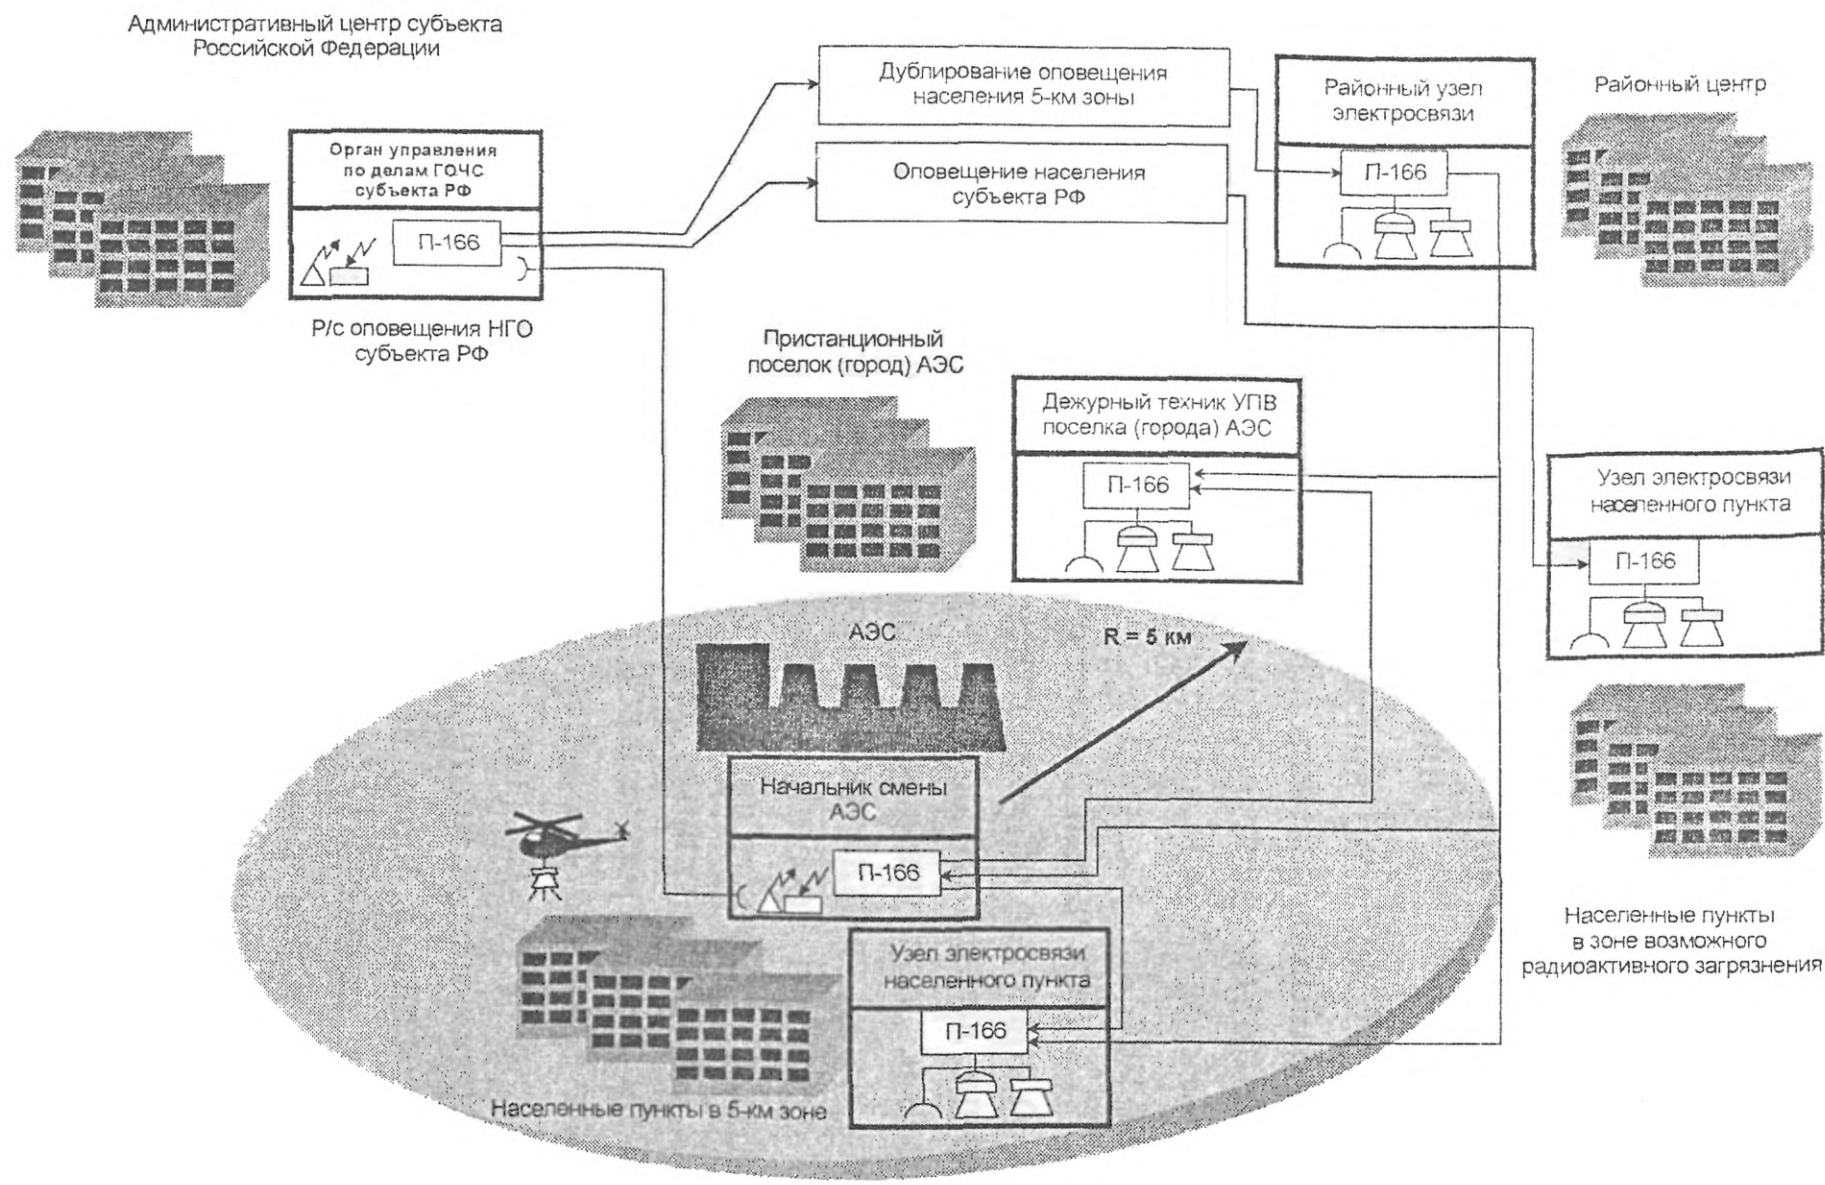 Административный центр субъекта
Российской Федерации
Орган управления
по делам ГОЧС
субъекта РФ
П-166
Р/с оповещения НГО
субъекта РФ
Дублирование оповещения
населения 5-км зоны
Оповещение населения
субъекта РФ
Районный узел
электросвязи
П-166
Районный центр
Пристанционный
поселок (город) АЭС
Дежурный техник УПВ
поселка (города) АЭС
П-166
Узел электросвязи
населенного пункта
П-166
АЭС
R = 5 км
Начальник смены
АЭС
П-166
Узел электросвязи
населенного пункта
П-166
Населенные пункты в 5-км зоне
Населенные пункты
в зоне возможного
радиоактивного загрязнения